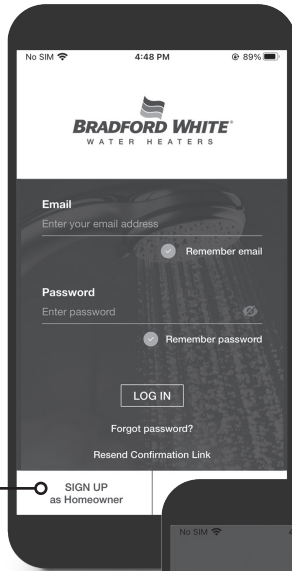 No SIM 4:48 PM 89%
BRADFORD WHITE®
WATER HEATERS
Email
Enter your email address
Remember email
Password
Enter password
Remember password
LOG IN
Forgot password?
Resend Confirmation Link
SIGN UP
as Homeowner
No SIM